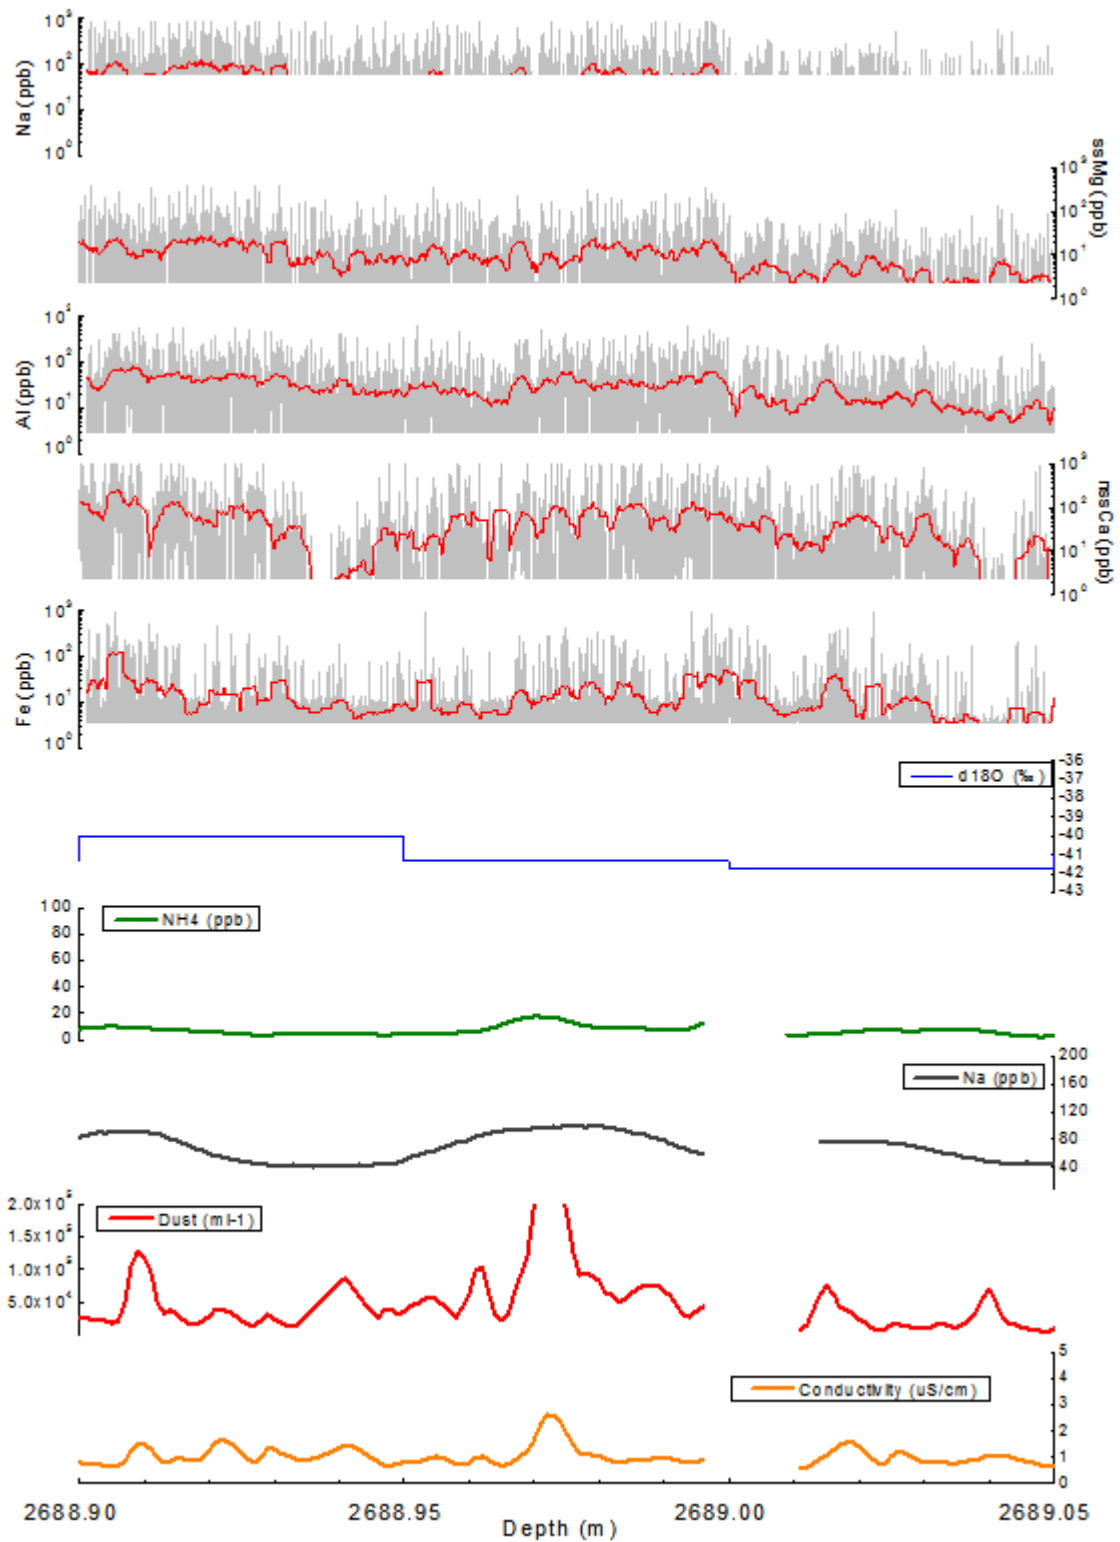 Na (ppb)
10³
10²
10¹
10⁰
ssMg (ppb)
10³
10²
10¹
10⁰
Al (ppb)
10³
10²
10¹
10⁰
nssCa (ppb)
10³
10²
10¹
10⁰
Fe (ppb)
10³
10²
10¹
10⁰
d18O (‰)
-36
-37
-38
-39
-40
-41
-42
-43
NH4 (ppb)
100
80
60
40
20
0
Na (ppb)
200
160
120
80
40
Dust (ml-1)
2.0x10⁵
1.5x10⁵
1.0x10⁵
5.0x10⁴
Conductivity (uS/cm)
5
4
3
2
1
0
2688.90 2688.95 2689.00 2689.05
Depth (m)